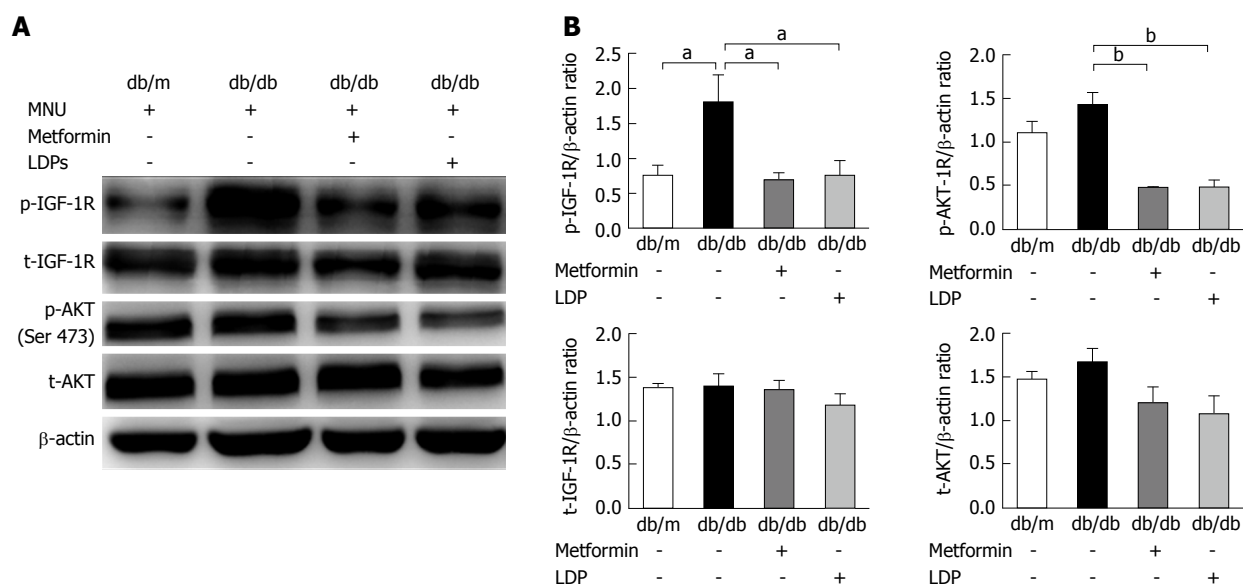 A
db/m db/db db/db db/db
MNU + + + +
Metformin - - + -
LDPs - - - +
p-IGF-1R
t-IGF-1R
p-AKT
(Ser 473)
t-AKT
β-actin
B
a
a a
2.5
2.0
1.5
1.0
0.5
0.0
p-IGF-1R/β-actin ratio
db/m db/db db/db db/db
Metformin - - + -
LDP - - - +
b
b
2.0
1.5
1.0
0.5
0.0
p-AKT-1R/β-actin ratio
db/m db/db db/db db/db
Metformin - - + -
LDP - - - +
2.0
1.5
1.0
0.5
0.0
t-IGF-1R/β-actin ratio
db/m db/db db/db db/db
Metformin - - + -
LDP - - - +
2.0
1.5
1.0
0.5
0.0
t-AKT/β-actin ratio
db/m db/db db/db db/db
Metformin - - + -
LDP - - - +